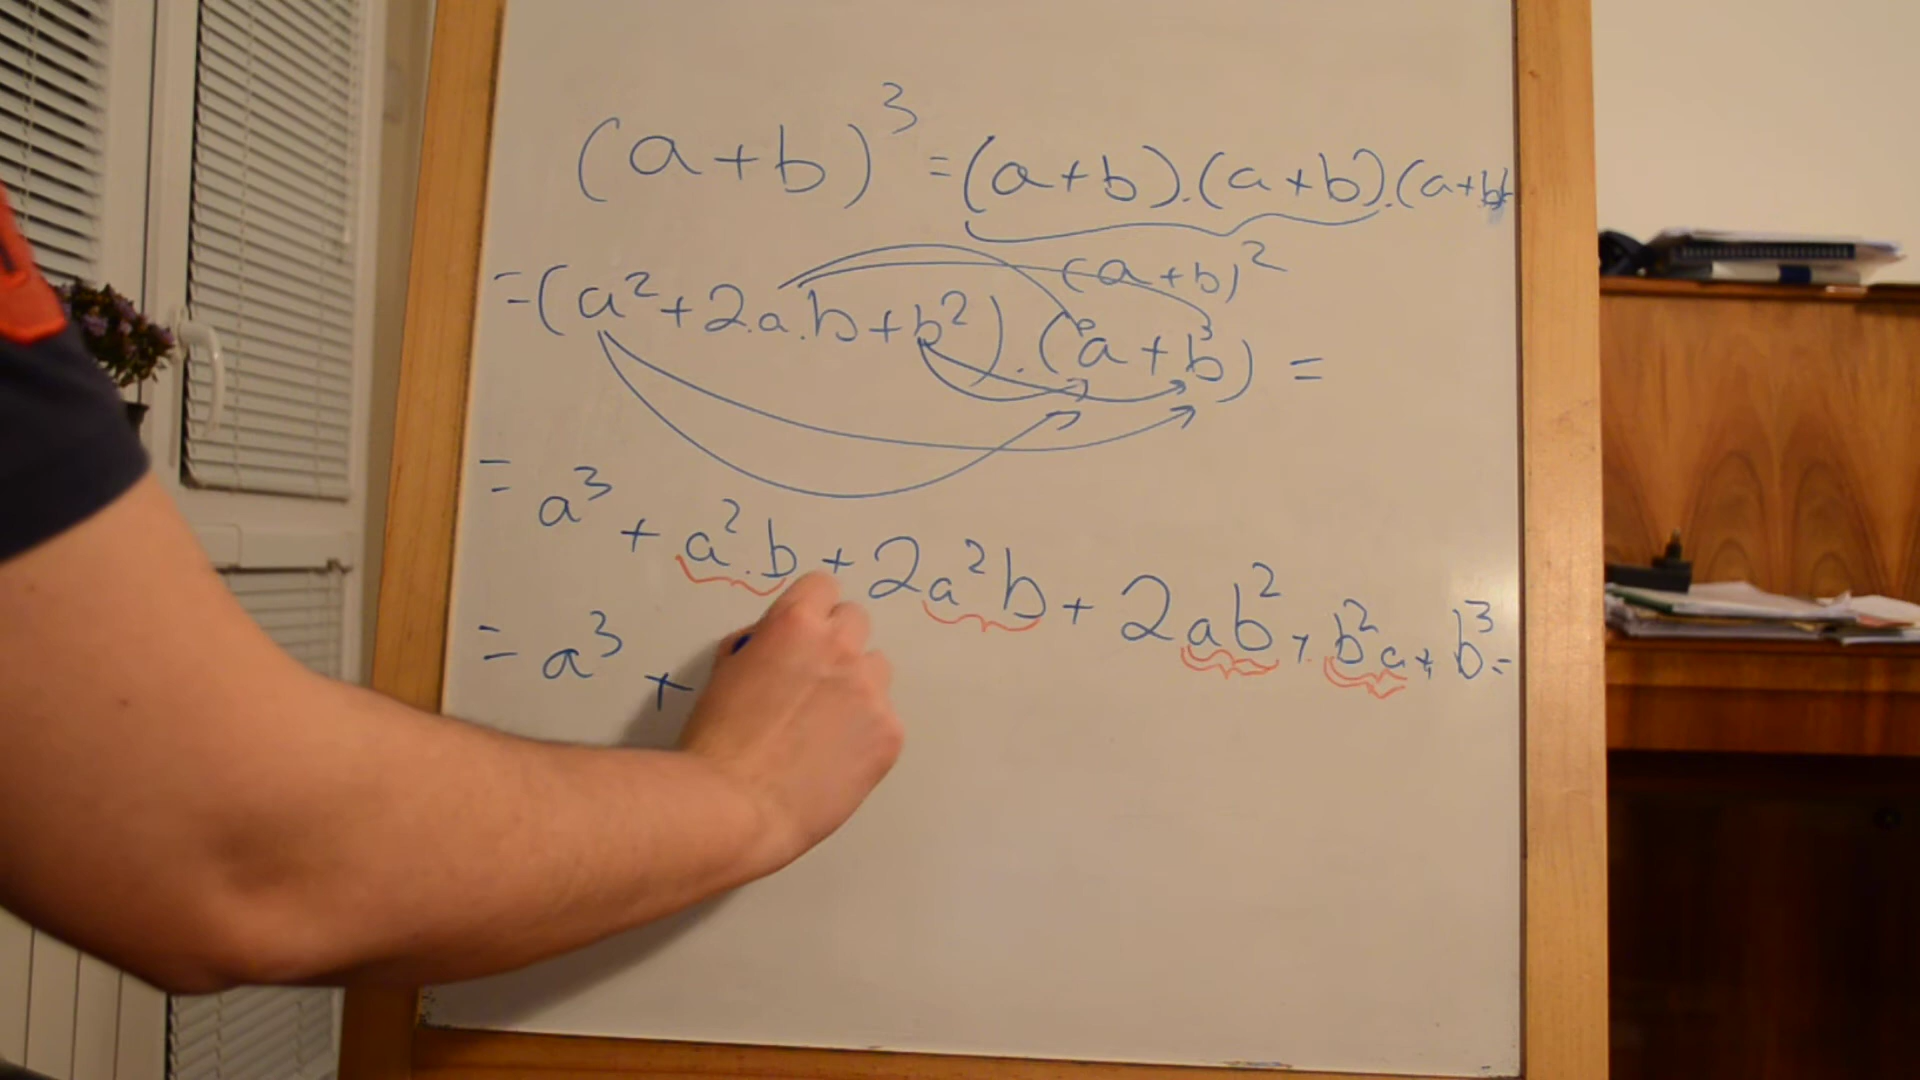 (a+b)³ = (a+b).(a+b).(a+b)=
(a+b)²
=(a²+2.a.b+b²).(a+b) =
= a³ + a².b + 2a²b + 2ab² + b²a + b³ =
= a³ +